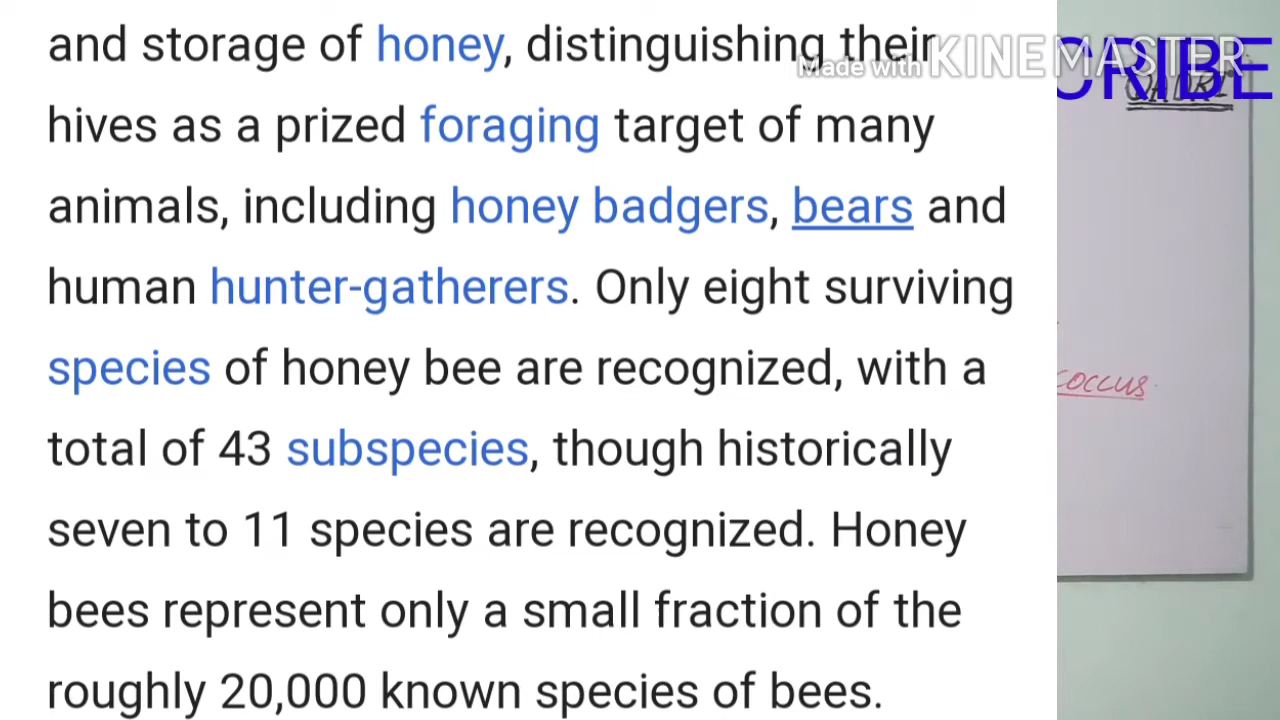 and storage of honey, distinguishing their
hives as a prized foraging target of many
animals, including honey badgers, bears and
human hunter-gatherers. Only eight surviving
species of honey bee are recognized, with a
total of 43 subspecies, though historically
seven to 11 species are recognized. Honey
bees represent only a small fraction of the
roughly 20,000 known species of bees.
Made with KINEMASTER
CRIBE
QADRI
COCCUS